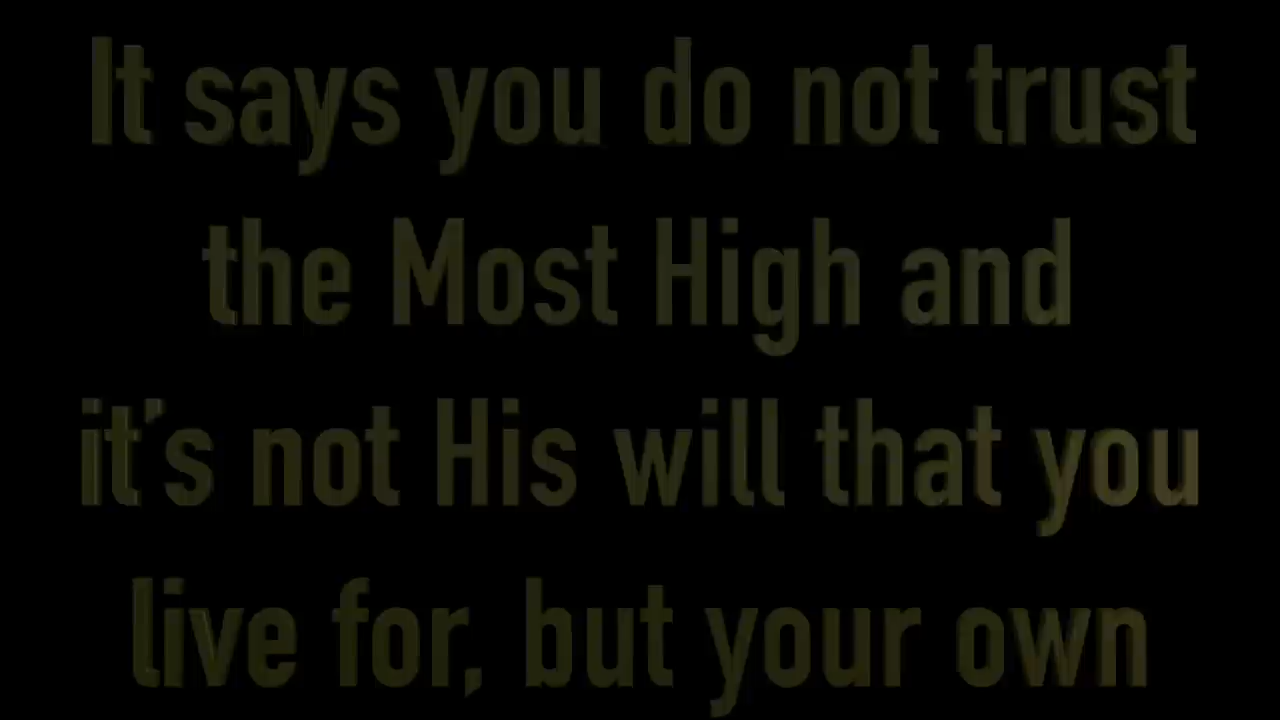 It says you do not trust
the Most High and
it's not His will that you
live for, but your own